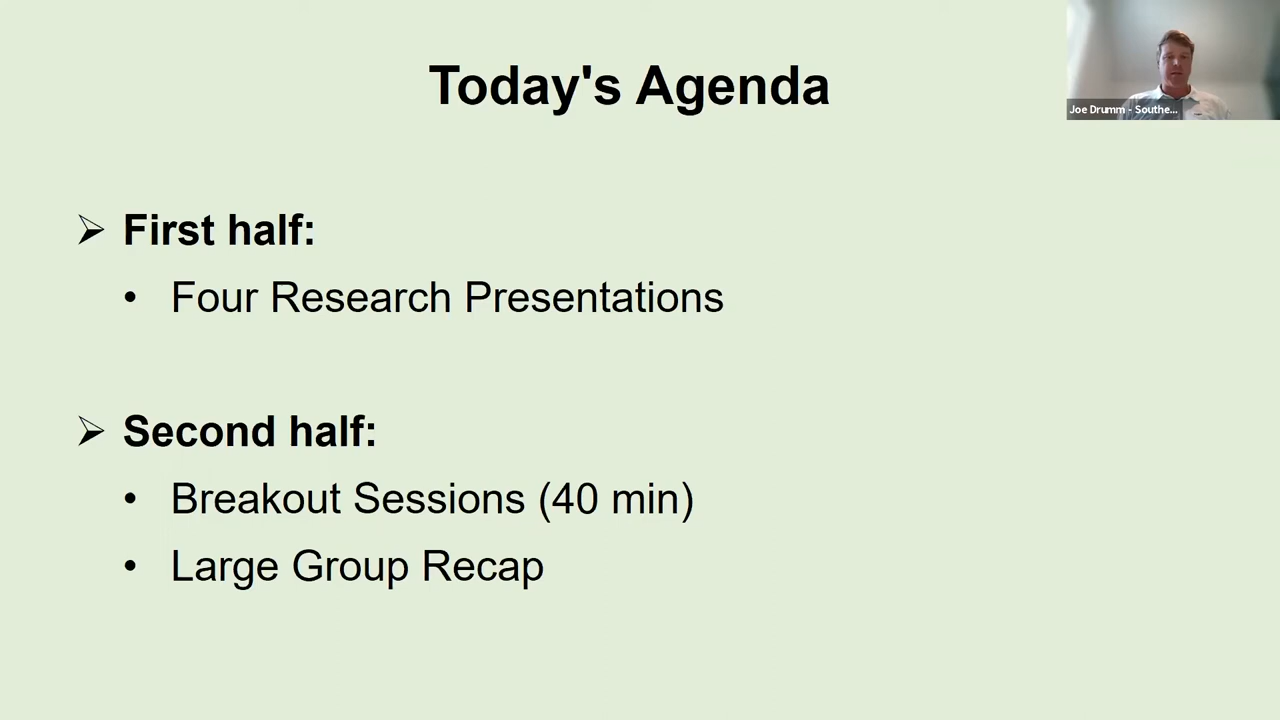 Today's Agenda
Joe Drumm - Southe...
➢ First half:
• Four Research Presentations
➢ Second half:
• Breakout Sessions (40 min)
• Large Group Recap